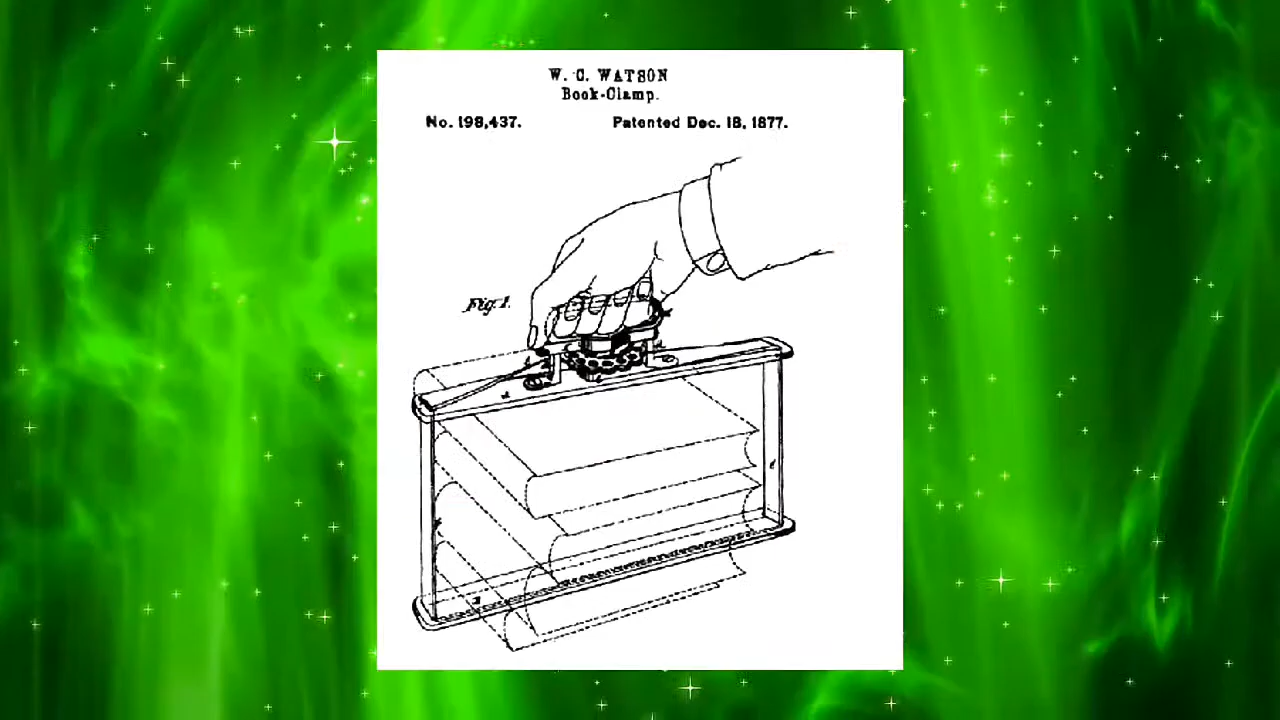 W. C. WATSON
Book-Clamp.
No. 198,437. Patented Dec. 18, 1877.
Fig. 1.